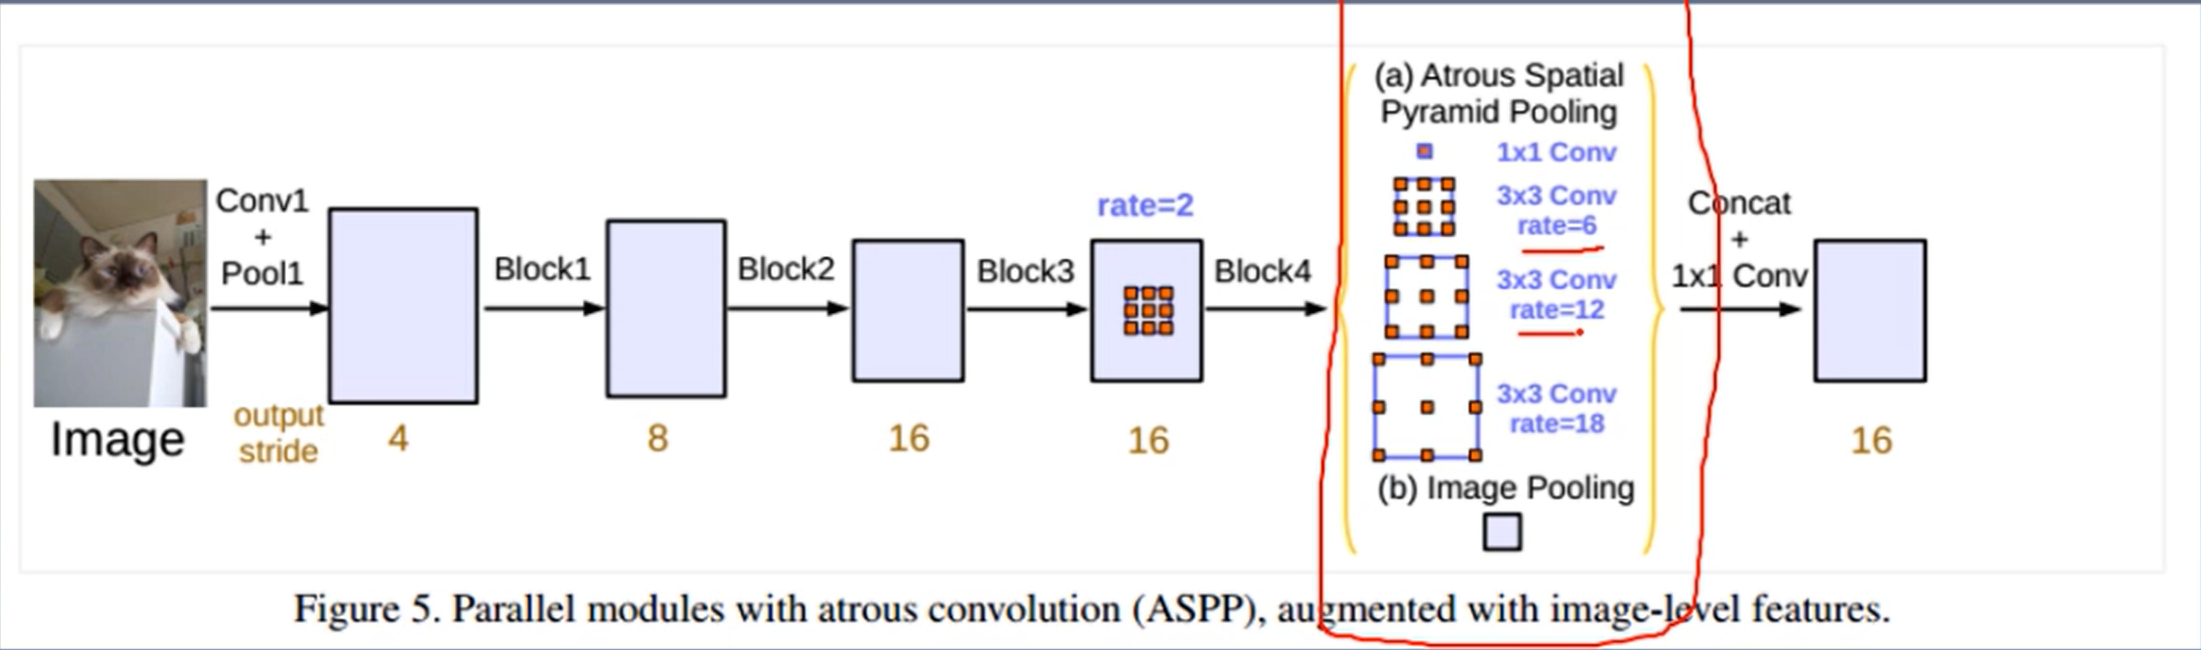 Image
Conv1
+
Pool1
output
stride
4
Block1
8
Block2
16
Block3
rate=2
16
Block4
(a) Atrous Spatial
Pyramid Pooling
1x1 Conv
3x3 Conv
rate=6
3x3 Conv
rate=12
3x3 Conv
rate=18
(b) Image Pooling
Concat
+
1x1 Conv
16
Figure 5. Parallel modules with atrous convolution (ASPP), augmented with image-level features.